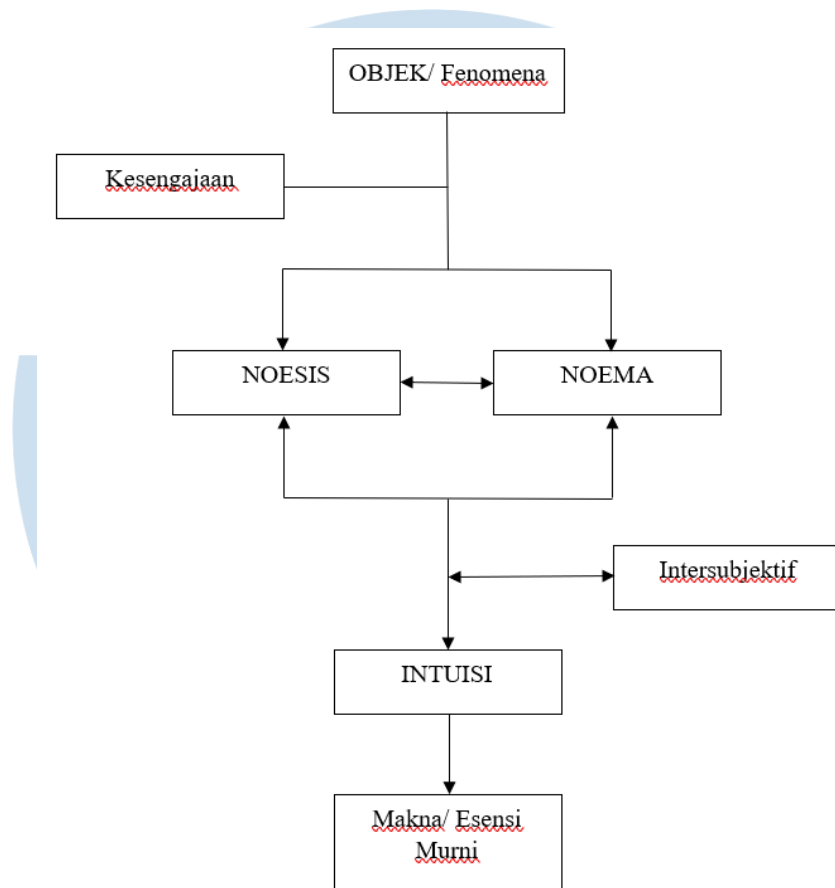 OBJEK/ Fenomena
Kesengajaan
NOESIS
NOEMA
Intersubjektif
INTUISI
Makna/ Esensi
Murni